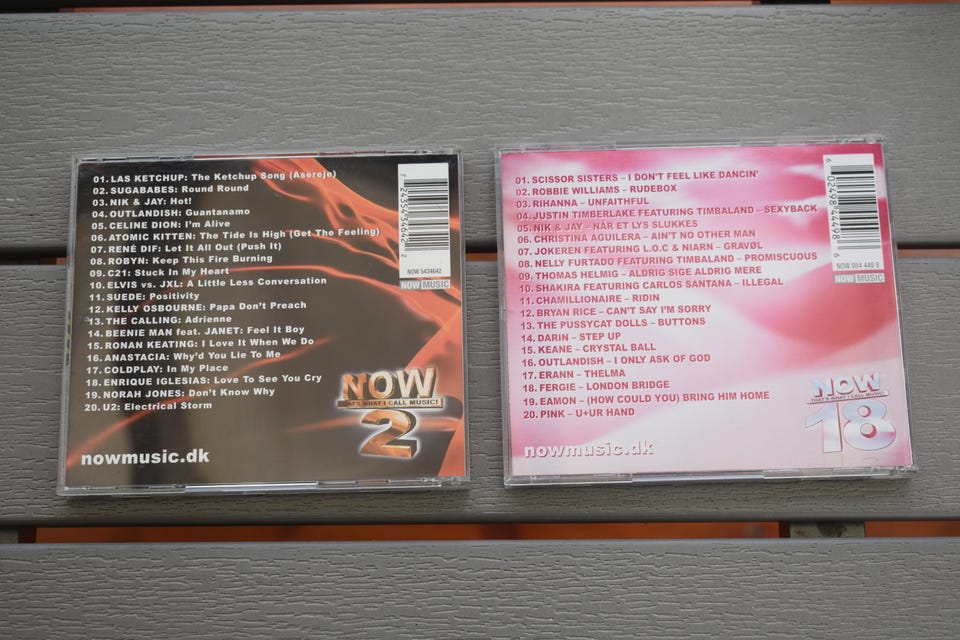 01. LAS KETCHUP: The Ketchup Song (Asereje)
02. SUGABABES: Round Round
03. NIK & JAY: Hot!
04. OUTLANDISH: Guantanamo
05. CELINE DION: I'm Alive
06. ATOMIC KITTEN: The Tide Is High (Get The Feeling)
07. RENÉ DIF: Let It All Out (Push It)
08. ROBYN: Keep This Fire Burning
09. C21: Stuck In My Heart
10. ELVIS vs. JXL: A Little Less Conversation
11. SUEDE: Positivity
12. KELLY OSBOURNE: Papa Don't Preach
13. THE CALLING: Adrienne
14. BEENIE MAN feat. JANET: Feel It Boy
15. RONAN KEATING: I Love It When We Do
16. ANASTACIA: Why'd You Lie To Me
17. COLDPLAY: In My Place
18. ENRIQUE IGLESIAS: Love To See You Cry
19. NORAH JONES: Don't Know Why
20. U2: Electrical Storm
nowmusic.dk
7 24354 34642 2
NOW 5434642
NOW MUSIC
NOW
THAT'S WHAT I CALL MUSIC!
2
01. SCISSOR SISTERS – I DON'T FEEL LIKE DANCIN'
02. ROBBIE WILLIAMS – RUDEBOX
03. RIHANNA – UNFAITHFUL
04. JUSTIN TIMBERLAKE FEATURING TIMBALAND – SEXYBACK
05. NIK & JAY – NÅR ET LYS SLUKKES
06. CHRISTINA AGUILERA – AIN'T NO OTHER MAN
07. JOKEREN FEATURING L.O.C & NIARN – GRAVØL
08. NELLY FURTADO FEATURING TIMBALAND – PROMISCUOUS
09. THOMAS HELMIG – ALDRIG SIGE ALDRIG MERE
10. SHAKIRA FEATURING CARLOS SANTANA – ILLEGAL
11. CHAMILLIONAIRE – RIDIN
12. BRYAN RICE – CAN'T SAY I'M SORRY
13. THE PUSSYCAT DOLLS – BUTTONS
14. DARIN – STEP UP
15. KEANE – CRYSTAL BALL
16. OUTLANDISH – I ONLY ASK OF GOD
17. ERANN – THELMA
18. FERGIE – LONDON BRIDGE
19. EAMON – (HOW COULD YOU) BRING HIM HOME
20. PINK – U+UR HAND
nowmusic.dk
6 02498 44498 6
NOW 984 449 8
NOW MUSIC
NOW
THAT'S WHAT I CALL MUSIC!
18